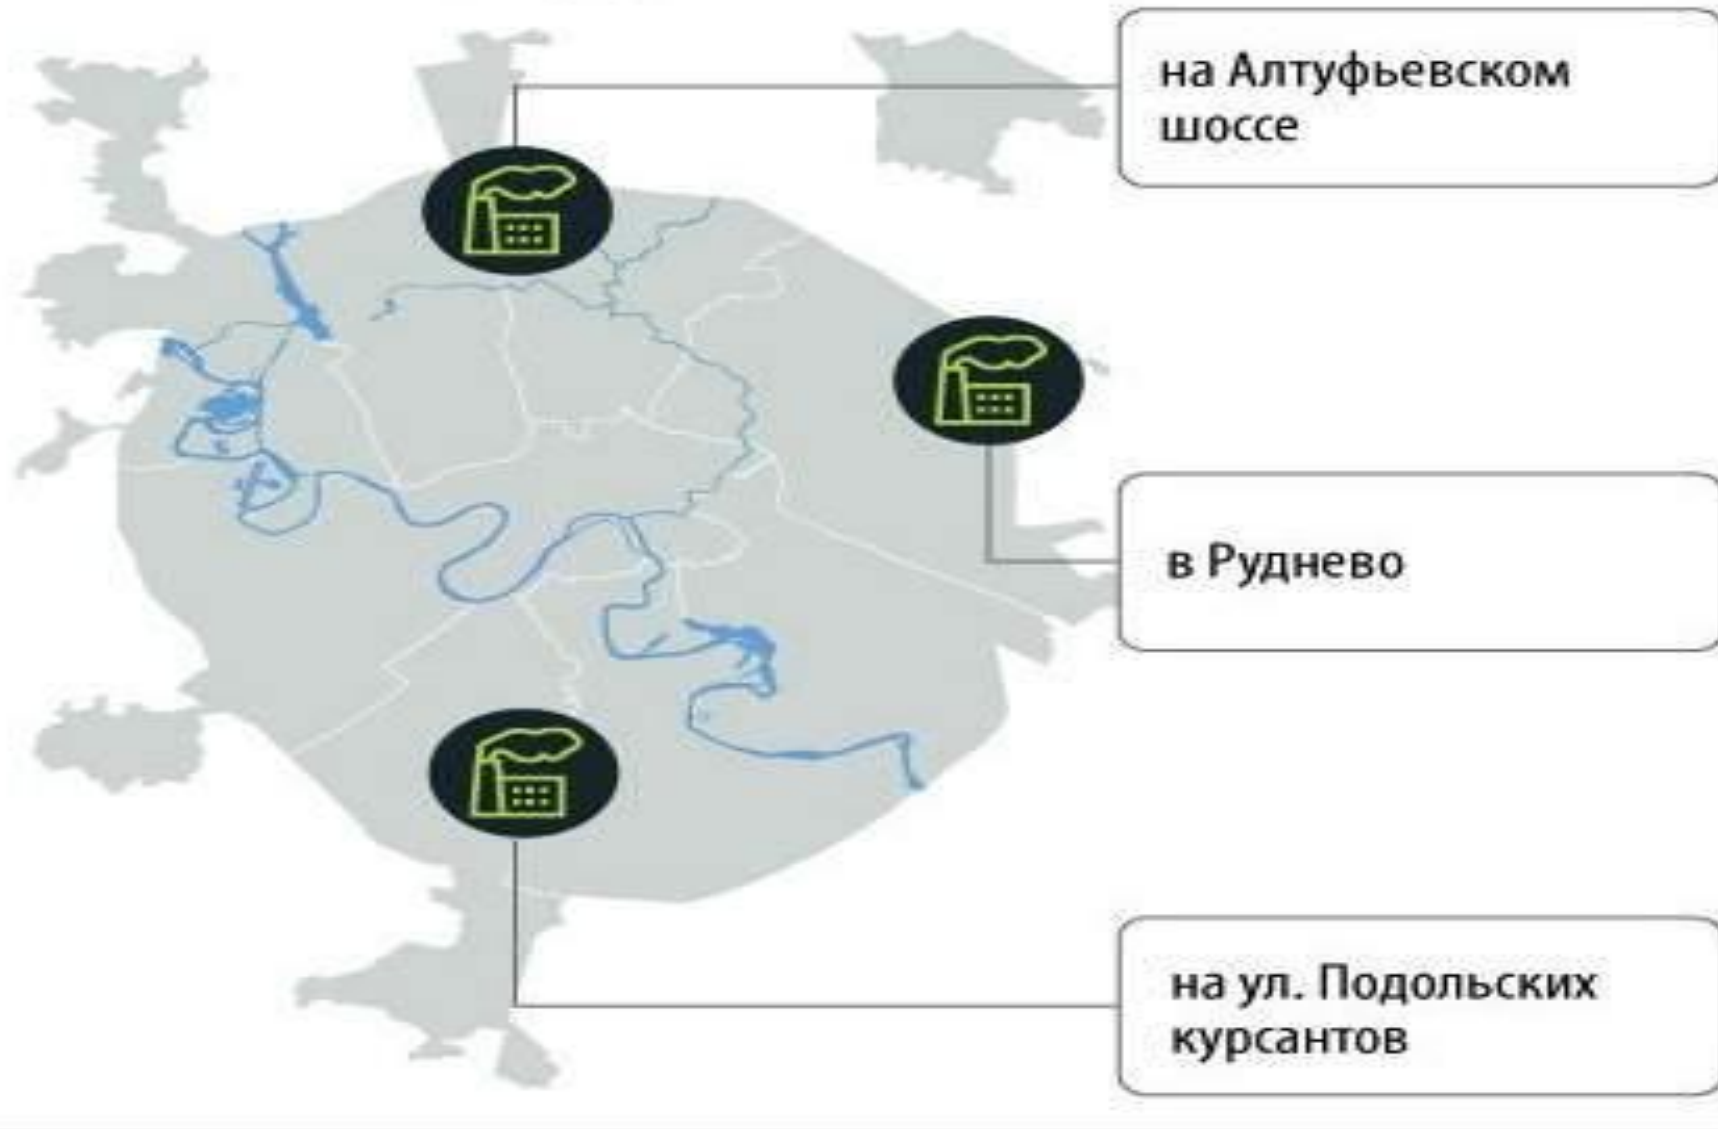 на Алтуфьевском
шоссе
в Руднево
на ул. Подольских
курсантов